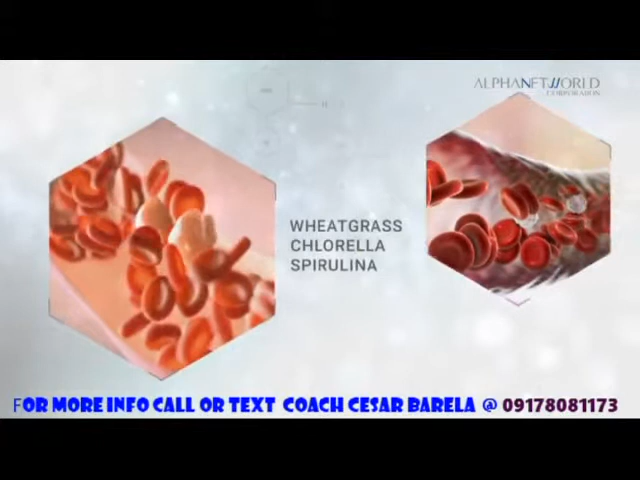 ALPHANETWORLD
CORPORATION
WHEATGRASS
CHLORELLA
SPIRULINA
FOR MORE INFO CALL OR TEXT COACH CESAR BARELA @ 09178081173